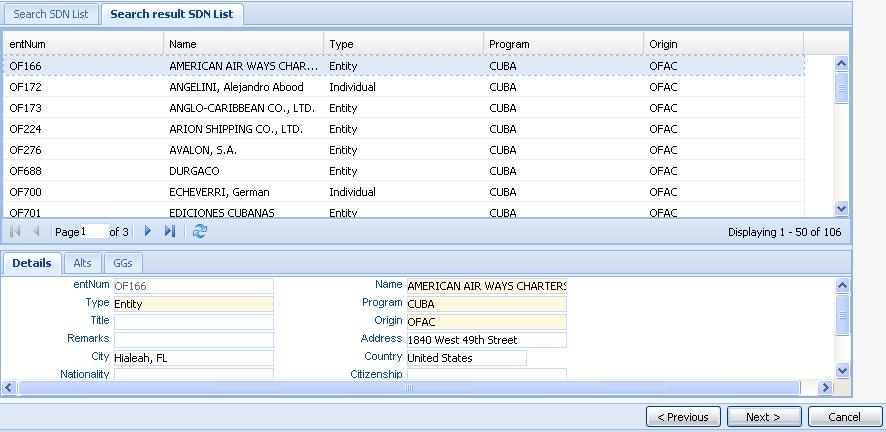 Search SDN List Search result SDN List
entNum Name Type Program Origin
OF166 AMERICAN AIR WAYS CHAR... Entity CUBA OFAC
OF172 ANGELINI, Alejandro Abood Individual CUBA OFAC
OF173 ANGLO-CARIBBEAN CO., LTD. Entity CUBA OFAC
OF224 ARION SHIPPING CO., LTD. Entity CUBA OFAC
OF276 AVALON, S.A. Entity CUBA OFAC
OF688 DURGACO Entity CUBA OFAC
OF700 ECHEVERRI, German Individual CUBA OFAC
OF701 EDICIONES CUBANAS Entity CUBA OFAC
Page 1 of 3 Displaying 1 - 50 of 106
Details Alts GGs
entNum OF166 Name AMERICAN AIR WAYS CHARTERS
Type Entity Program CUBA
Title Origin OFAC
Remarks Address 1840 West 49th Street
City Hialeah, FL Country United States
Nationality Citizenship
< Previous Next > Cancel